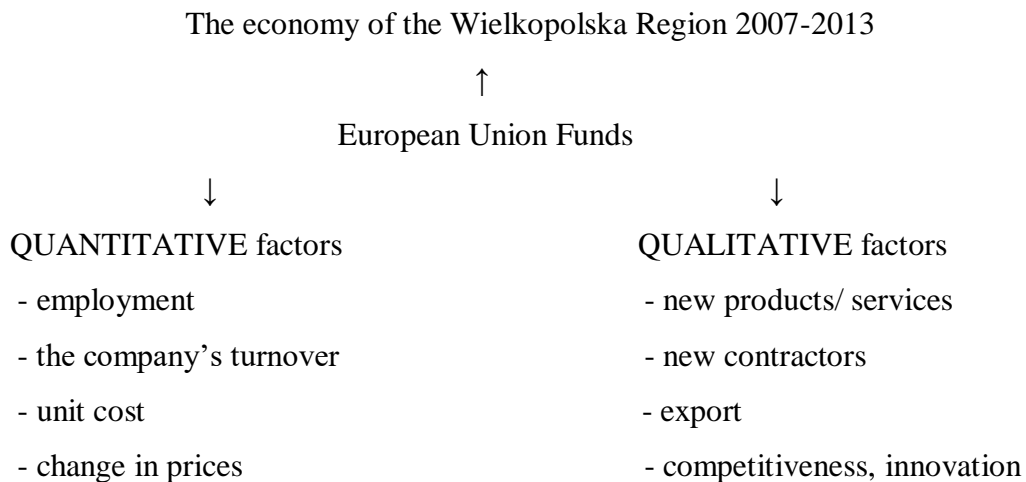 The economy of the Wielkopolska Region 2007-2013
↑
European Union Funds
↓ ↓
QUANTITATIVE factors QUALITATIVE factors
- employment - new products/ services
- the company’s turnover - new contractors
- unit cost - export
- change in prices - competitiveness, innovation